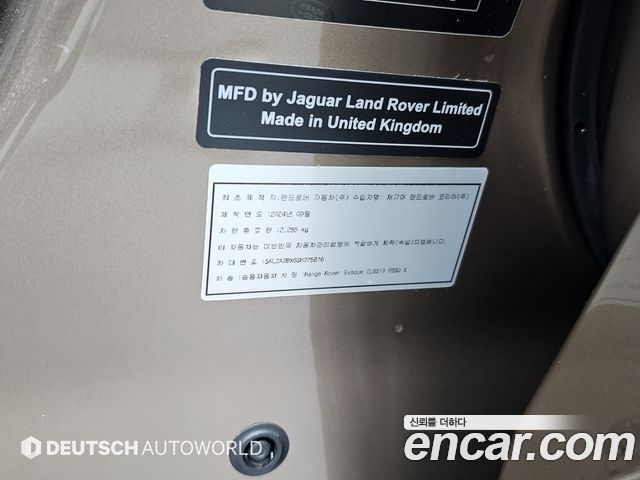 MFD by Jaguar Land Rover Limited
Made in United Kingdom
최 초 제 작 자:랜드로버 자동차(주) 수입자명: 재규어 랜드로버 코리아(주)
제 작 연 도 :2024년 09월
차 량 총 중 량 : 2,255 kg
이 자동차는 대한민국 자동차관리법령에 적합하게 제작(수입)되었습니다.
차 대 번 호 :
차 종 : 승용자동차 차 명 :Range Rover Evoque (L551) P250 S
DEUTSCH AUTOWORLD
신뢰를 더하다
encar.com